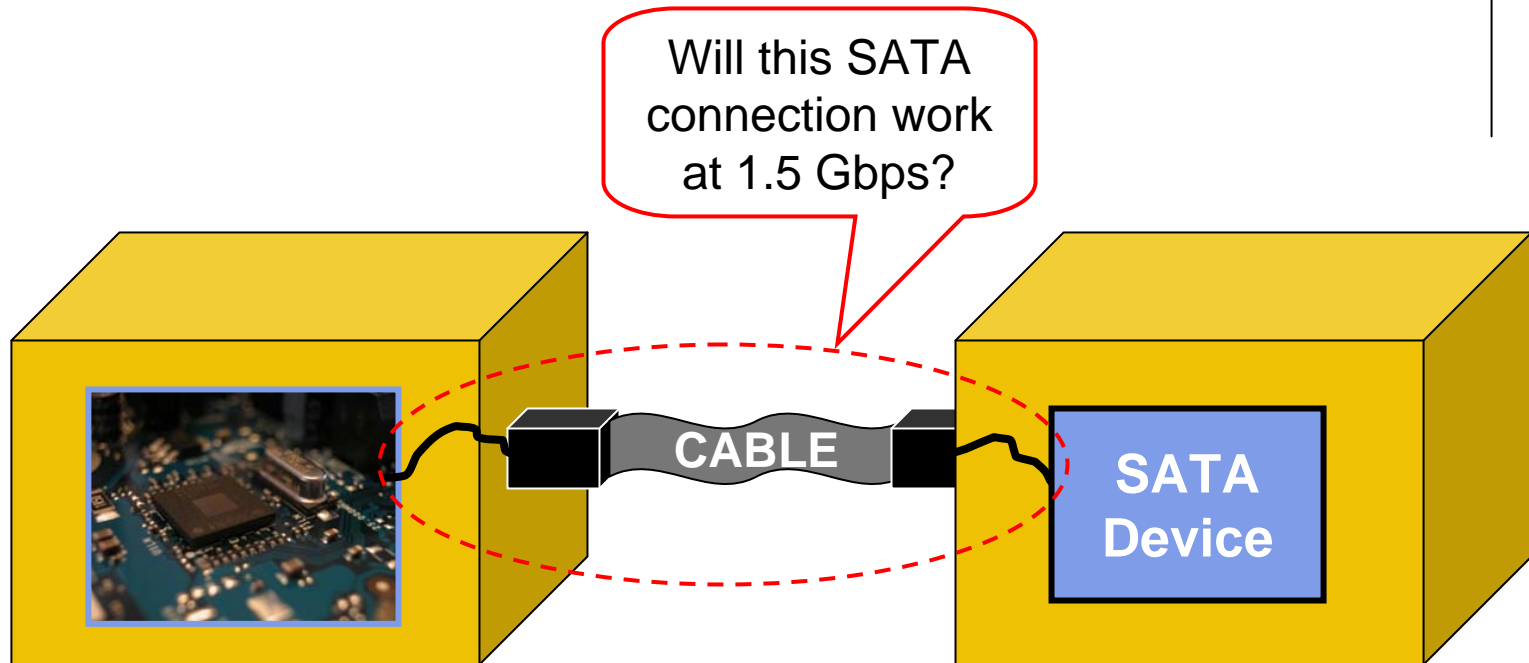 Will this SATA
connection work
at 1.5 Gbps?
CABLE
SATA
Device